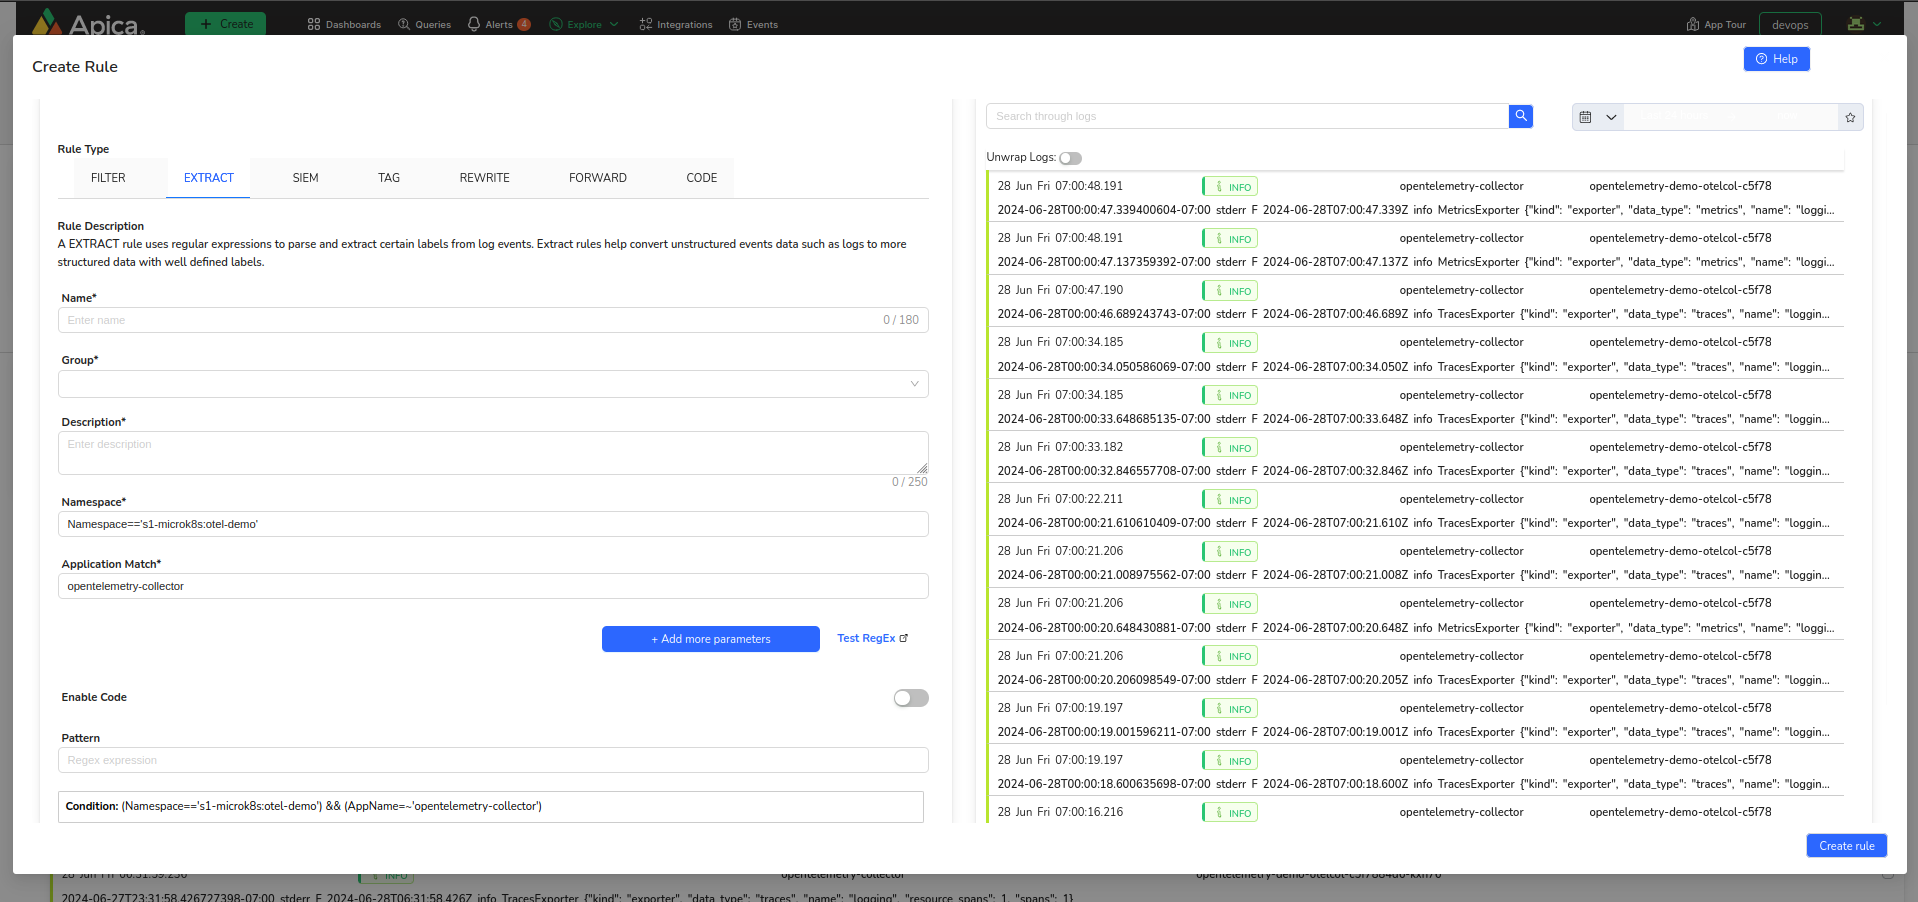 Apica
+ Create
Dashboards
Queries
Alerts 4
Explore
Integrations
Events
App Tour
devops
Create Rule
Help
Rule Type
FILTER EXTRACT SIEM TAG REWRITE FORWARD CODE
Rule Description
A EXTRACT rule uses regular expressions to parse and extract certain labels from log events. Extract rules help convert unstructured events data such as logs to more
structured data with well defined labels.
Name*
Enter name 0 / 180
Group*
Description*
Enter description
0 / 250
Namespace*
Namespace=='s1-microk8s:otel-demo'
Application Match*
opentelemetry-collector
+ Add more parameters Test RegEx
Enable Code
Pattern
Regex expression
Condition: (Namespace=='s1-microk8s:otel-demo') && (AppName=~'opentelemetry-collector')
Search through logs
Unwrap Logs:
28 Jun Fri 07:00:48.191 INFO opentelemetry-collector opentelemetry-demo-otelcol-c5f78
2024-06-28T00:00:47.339400604-07:00 stderr F 2024-06-28T07:00:47.339Z info MetricsExporter {"kind": "exporter", "data_type": "metrics", "name": "loggi...
28 Jun Fri 07:00:48.191 INFO opentelemetry-collector opentelemetry-demo-otelcol-c5f78
2024-06-28T00:00:47.137359392-07:00 stderr F 2024-06-28T07:00:47.137Z info MetricsExporter {"kind": "exporter", "data_type": "metrics", "name": "loggi...
28 Jun Fri 07:00:47.190 INFO opentelemetry-collector opentelemetry-demo-otelcol-c5f78
2024-06-28T00:00:46.689243743-07:00 stderr F 2024-06-28T07:00:46.689Z info TracesExporter {"kind": "exporter", "data_type": "traces", "name": "loggin...
28 Jun Fri 07:00:34.185 INFO opentelemetry-collector opentelemetry-demo-otelcol-c5f78
2024-06-28T00:00:34.050586069-07:00 stderr F 2024-06-28T07:00:34.050Z info TracesExporter {"kind": "exporter", "data_type": "traces", "name": "loggin...
28 Jun Fri 07:00:34.185 INFO opentelemetry-collector opentelemetry-demo-otelcol-c5f78
2024-06-28T00:00:33.648685135-07:00 stderr F 2024-06-28T07:00:33.648Z info TracesExporter {"kind": "exporter", "data_type": "traces", "name": "loggin...
28 Jun Fri 07:00:33.182 INFO opentelemetry-collector opentelemetry-demo-otelcol-c5f78
2024-06-28T00:00:32.846557708-07:00 stderr F 2024-06-28T07:00:32.846Z info TracesExporter {"kind": "exporter", "data_type": "traces", "name": "loggin...
28 Jun Fri 07:00:22.211 INFO opentelemetry-collector opentelemetry-demo-otelcol-c5f78
2024-06-28T00:00:21.610610409-07:00 stderr F 2024-06-28T07:00:21.610Z info TracesExporter {"kind": "exporter", "data_type": "traces", "name": "loggin...
28 Jun Fri 07:00:21.206 INFO opentelemetry-collector opentelemetry-demo-otelcol-c5f78
2024-06-28T00:00:21.008975562-07:00 stderr F 2024-06-28T07:00:21.008Z info TracesExporter {"kind": "exporter", "data_type": "traces", "name": "loggin...
28 Jun Fri 07:00:21.206 INFO opentelemetry-collector opentelemetry-demo-otelcol-c5f78
2024-06-28T00:00:20.648430881-07:00 stderr F 2024-06-28T07:00:20.648Z info MetricsExporter {"kind": "exporter", "data_type": "metrics", "name": "loggi...
28 Jun Fri 07:00:21.206 INFO opentelemetry-collector opentelemetry-demo-otelcol-c5f78
2024-06-28T00:00:20.206098549-07:00 stderr F 2024-06-28T07:00:20.205Z info TracesExporter {"kind": "exporter", "data_type": "traces", "name": "loggin...
28 Jun Fri 07:00:19.197 INFO opentelemetry-collector opentelemetry-demo-otelcol-c5f78
2024-06-28T00:00:19.001596211-07:00 stderr F 2024-06-28T07:00:19.001Z info TracesExporter {"kind": "exporter", "data_type": "traces", "name": "loggin...
28 Jun Fri 07:00:19.197 INFO opentelemetry-collector opentelemetry-demo-otelcol-c5f78
2024-06-28T00:00:18.600635698-07:00 stderr F 2024-06-28T07:00:18.600Z info TracesExporter {"kind": "exporter", "data_type": "traces", "name": "loggin...
28 Jun Fri 07:00:16.216 INFO opentelemetry-collector opentelemetry-demo-otelcol-c5f78
Create rule
2024-06-27T23:31:58.426727398-07:00 stderr F 2024-06-28T06:31:58.426Z info TracesExporter {"kind": "exporter", "data_type": "traces", "name": "logging", "resource_spans": 1, "spans": 1}